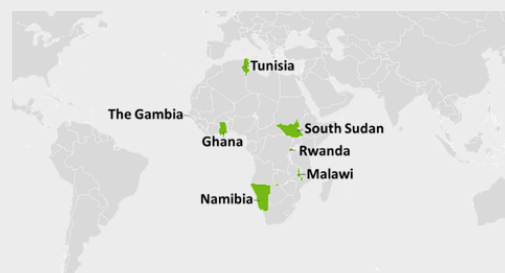 Tunisia
The Gambia
Ghana
South Sudan
Rwanda
Malawi
Namibia